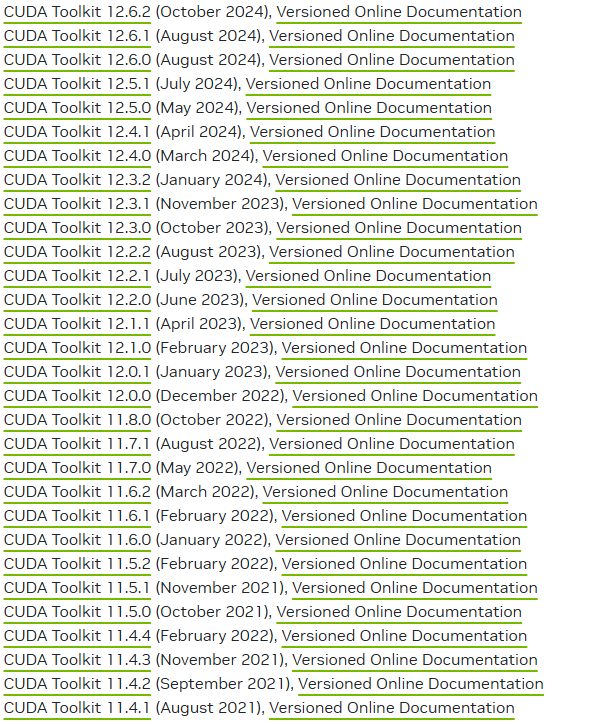 CUDA Toolkit 12.6.2 (October 2024), Versioned Online Documentation
CUDA Toolkit 12.6.1 (August 2024), Versioned Online Documentation
CUDA Toolkit 12.6.0 (August 2024), Versioned Online Documentation
CUDA Toolkit 12.5.1 (July 2024), Versioned Online Documentation
CUDA Toolkit 12.5.0 (May 2024), Versioned Online Documentation
CUDA Toolkit 12.4.1 (April 2024), Versioned Online Documentation
CUDA Toolkit 12.4.0 (March 2024), Versioned Online Documentation
CUDA Toolkit 12.3.2 (January 2024), Versioned Online Documentation
CUDA Toolkit 12.3.1 (November 2023), Versioned Online Documentation
CUDA Toolkit 12.3.0 (October 2023), Versioned Online Documentation
CUDA Toolkit 12.2.2 (August 2023), Versioned Online Documentation
CUDA Toolkit 12.2.1 (July 2023), Versioned Online Documentation
CUDA Toolkit 12.2.0 (June 2023), Versioned Online Documentation
CUDA Toolkit 12.1.1 (April 2023), Versioned Online Documentation
CUDA Toolkit 12.1.0 (February 2023), Versioned Online Documentation
CUDA Toolkit 12.0.1 (January 2023), Versioned Online Documentation
CUDA Toolkit 12.0.0 (December 2022), Versioned Online Documentation
CUDA Toolkit 11.8.0 (October 2022), Versioned Online Documentation
CUDA Toolkit 11.7.1 (August 2022), Versioned Online Documentation
CUDA Toolkit 11.7.0 (May 2022), Versioned Online Documentation
CUDA Toolkit 11.6.2 (March 2022), Versioned Online Documentation
CUDA Toolkit 11.6.1 (February 2022), Versioned Online Documentation
CUDA Toolkit 11.6.0 (January 2022), Versioned Online Documentation
CUDA Toolkit 11.5.2 (February 2022), Versioned Online Documentation
CUDA Toolkit 11.5.1 (November 2021), Versioned Online Documentation
CUDA Toolkit 11.5.0 (October 2021), Versioned Online Documentation
CUDA Toolkit 11.4.4 (February 2022), Versioned Online Documentation
CUDA Toolkit 11.4.3 (November 2021), Versioned Online Documentation
CUDA Toolkit 11.4.2 (September 2021), Versioned Online Documentation
CUDA Toolkit 11.4.1 (August 2021), Versioned Online Documentation